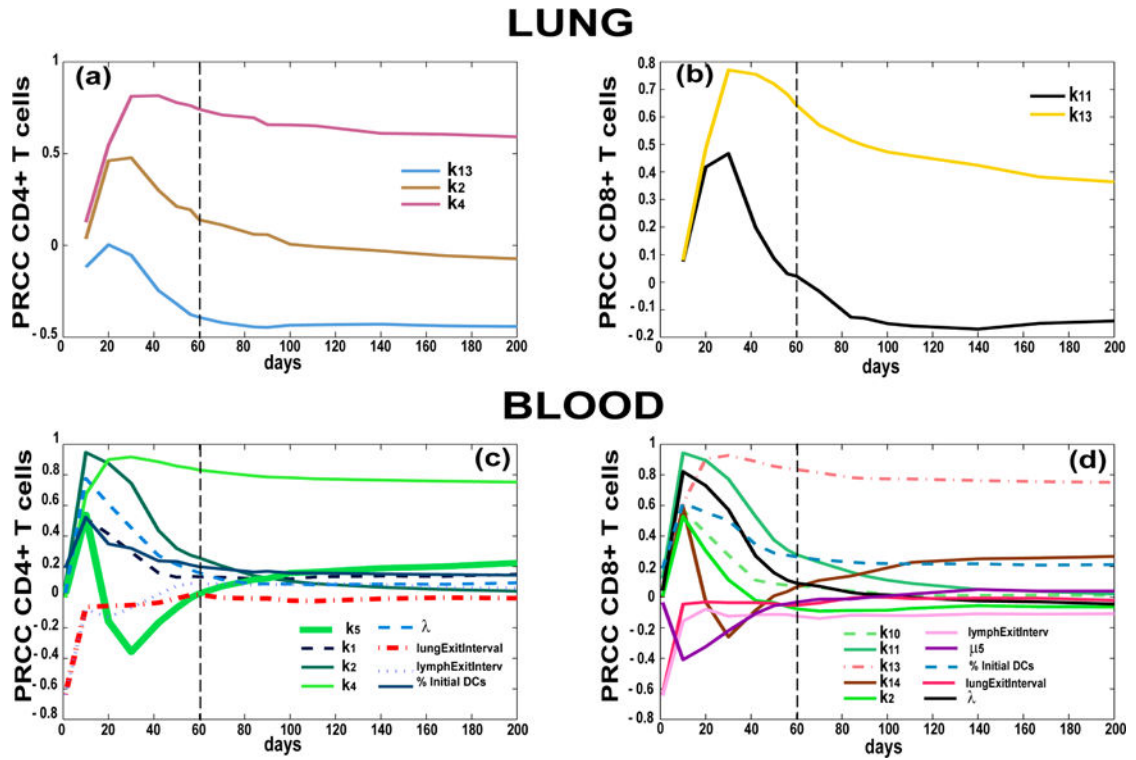 LUNG
(a)
PRCC CD4+ T cells
1
0.5
0
- 0.5
k13
k2
k4
0 20 40 60 80 100 120 140 160 180 200
days
(b)
PRCC CD8+ T cells
0.8
0.7
0.6
0.5
0.4
0.3
0.2
0.1
0
- 0.1
- 0.2
k11
k13
0 20 40 60 80 100 120 140 160 180 200
days
BLOOD
(c)
PRCC CD4+ T cells
1
0.8
0.6
0.4
0.2
0
- 0.2
- 0.4
- 0.6
- 0.8
k5
k1
k2
k4
λ
lungExitInterval
lymphExitInterv
% Initial DCs
0 20 40 60 80 100 120 140 160 180 200
days
(d)
PRCC CD8+ T cells
1
0.8
0.6
0.4
0.2
0
- 0.2
- 0.4
- 0.6
- 0.8
k10
k11
k13
k14
k2
lymphExitInterv
μ5
% Initial DCs
lungExitInterval
λ
0 20 40 60 80 100 120 140 160 180 200
days